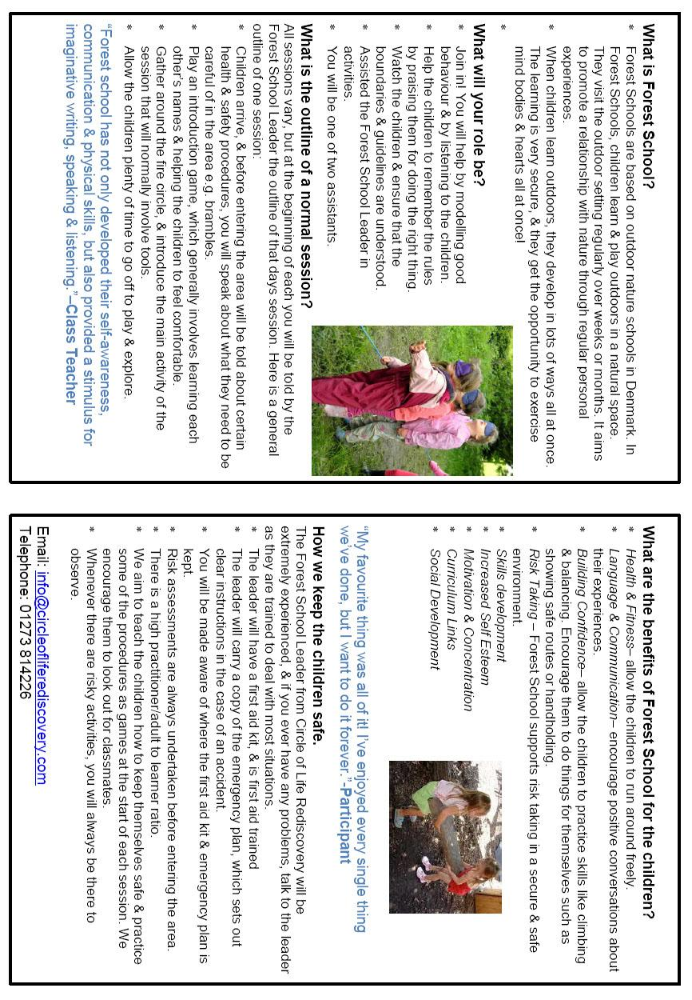 What is Forest School?
* Forest Schools are based on outdoor nature schools in Denmark. In
Forest Schools, children learn & play outdoors in a natural space.
They visit the outdoor setting regularly over weeks or months. It aims
to promote a relationship with nature through regular personal
experiences.
* When children learn outdoors, they develop in lots of ways all at once.
The learning is very secure, & they get the opportunity to exercise
mind bodies & hearts all at once!
*
What will your role be?
* Join in! You will help by modelling good
behaviour & by listening to the children.
* Help the children to remember the rules
by praising them for doing the right thing.
* Watch the children & ensure that the
boundaries & guidelines are understood.
* Assisted the Forest School Leader in
activities.
* You will be one of two assistants.
What is the outline of a normal session?
All sessions vary, but at the beginning of each you will be told by the
Forest School Leader the outline of that days session. Here is a general
outline of one session:
* Children arrive, & before entering the area will be told about certain
health & safety procedures, you will speak about what they need to be
careful of in the area e.g. brambles.
* Play an introduction game, which generally involves learning each
other's names & helping the children to feel comfortable.
* Gather around the fire circle, & introduce the main activity of the
session that will normally involve tools.
* Allow the children plenty of time to go off to play & explore.
“Forest school has not only developed their self-awareness,
communication & physical skills, but also provided a stimulus for
imaginative writing, speaking & listening.”–Class Teacher
What are the benefits of Forest School for the children?
* Health & Fitness– allow the children to run around freely.
* Language & Communication– encourage positive conversations about
their experiences.
* Building Confidence– allow the children to practice skills like climbing
& balancing. Encourage them to do things for themselves such as
showing safe routes or handholding.
* Risk Taking – Forest School supports risk taking in a secure & safe
environment.
* Skills development
* Increased Self Esteem
* Motivation & Concentration
* Curriculum Links
* Social Development
“My favourite thing was all of it! I've enjoyed every single thing
we've done, but I want to do it forever.” -Participant
How we keep the children safe.
The Forest School Leader from Circle of Life Rediscovery will be
extremely experienced, & if you ever have any problems, talk to the leader
as they are trained to deal with most situations.
* The leader will have a first aid kit, & is first aid trained
* The leader will carry a copy of the emergency plan, which sets out
clear instructions in the case of an accident.
* You will be made aware of where the first aid kit & emergency plan is
kept.
* Risk assessments are always undertaken before entering the area.
* There is a high practitioner/adult to learner ratio.
* We aim to teach the children how to keep themselves safe & practice
some of the procedures as games at the start of each session. We
encourage them to look out for classmates.
* Whenever there are risky activities, you will always be there to
observe.
Email: info@circleofliferediscovery.com
Telephone: 01273 814226